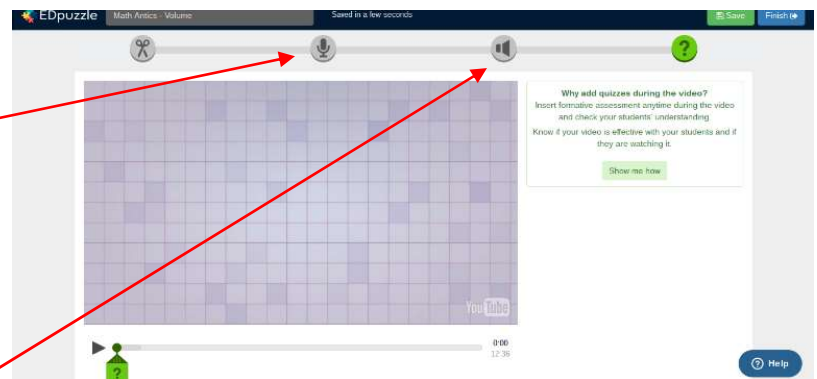 EDpuzzle
Math Antics - Volume
Saved in a few seconds
Save
Finish
?
Why add quizzes during the video?
Insert formative assessment anytime during the video
and check your students' understanding
Know if your video is effective with your students and if
they are watching it.
Show me how
YouTube
0:00
12:36
?
? Help